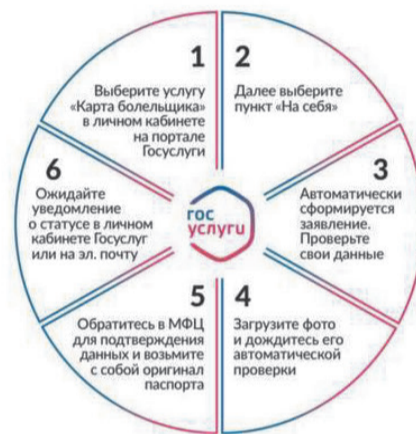 1
Выберите услугу
«Карта болельщика»
в личном кабинете
на портале
Госуслуги
2
Далее выберите
пункт «На себя»
3
Автоматически
сформируется
заявление.
Проверьте
свои данные
4
Загрузите фото
и дождитесь его
автоматической
проверки
5
Обратитесь в МФЦ
для подтверждения
данных и возьмите
с собой оригинал
паспорта
6
Ожидайте
уведомление
о статусе в личном
кабинете Госуслуг
или на эл. почту
гос
услуги